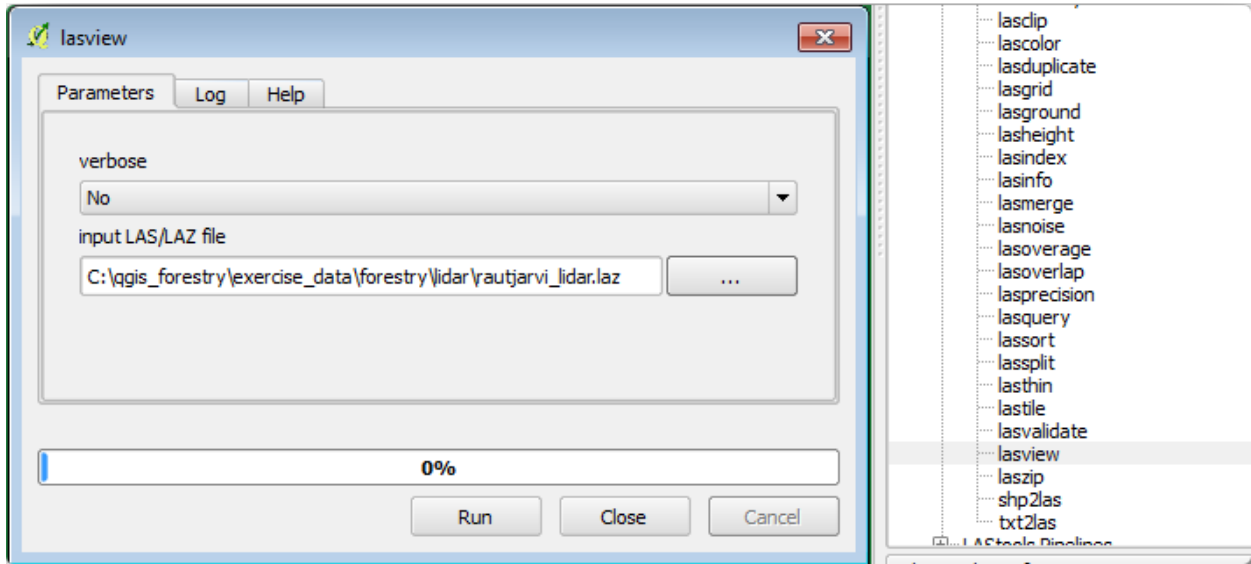 lasview
Parameters Log Help
verbose
No
input LAS/LAZ file
C:\qgis_forestry\exercise_data\forestry\lidar\rautjarvi_lidar.laz ...
0%
Run Close Cancel
lasclip
lascolor
lasduplicate
lasgrid
lasground
lasheight
lasindex
lasinfo
lasmerge
lasnoise
lasoverage
lasoverlap
lasprecision
lasquery
lassort
lassplit
lasthin
lastile
lasvalidate
lasview
laszip
shp2las
txt2las
LAStools Pipelines